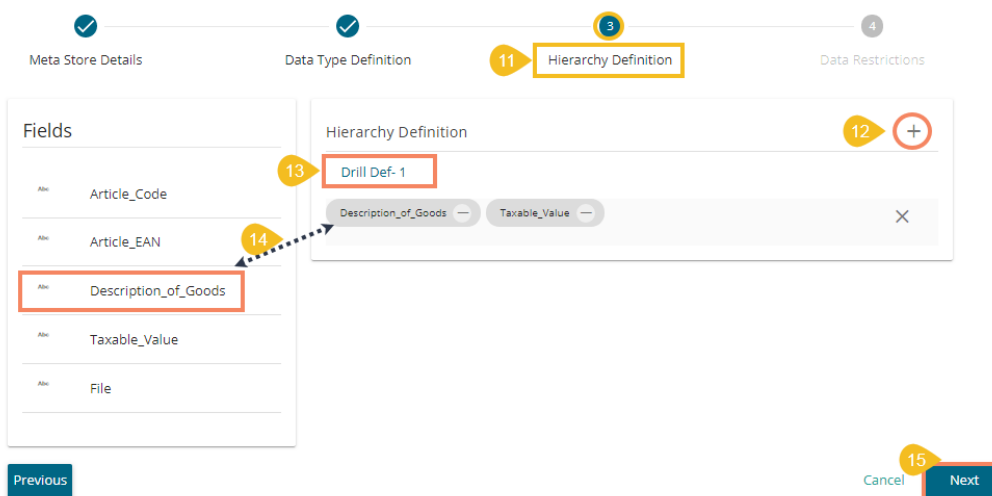 3
4
Meta Store Details
Data Type Definition
11
Hierarchy Definition
Data Restrictions
Fields
Hierarchy Definition
12
+
13
Drill Def- 1
Abc
Article_Code
Description_of_Goods
Taxable_Value
Abc
Article_EAN
14
Abc
Description_of_Goods
Abc
Taxable_Value
Abc
File
15
Previous
Cancel
Next